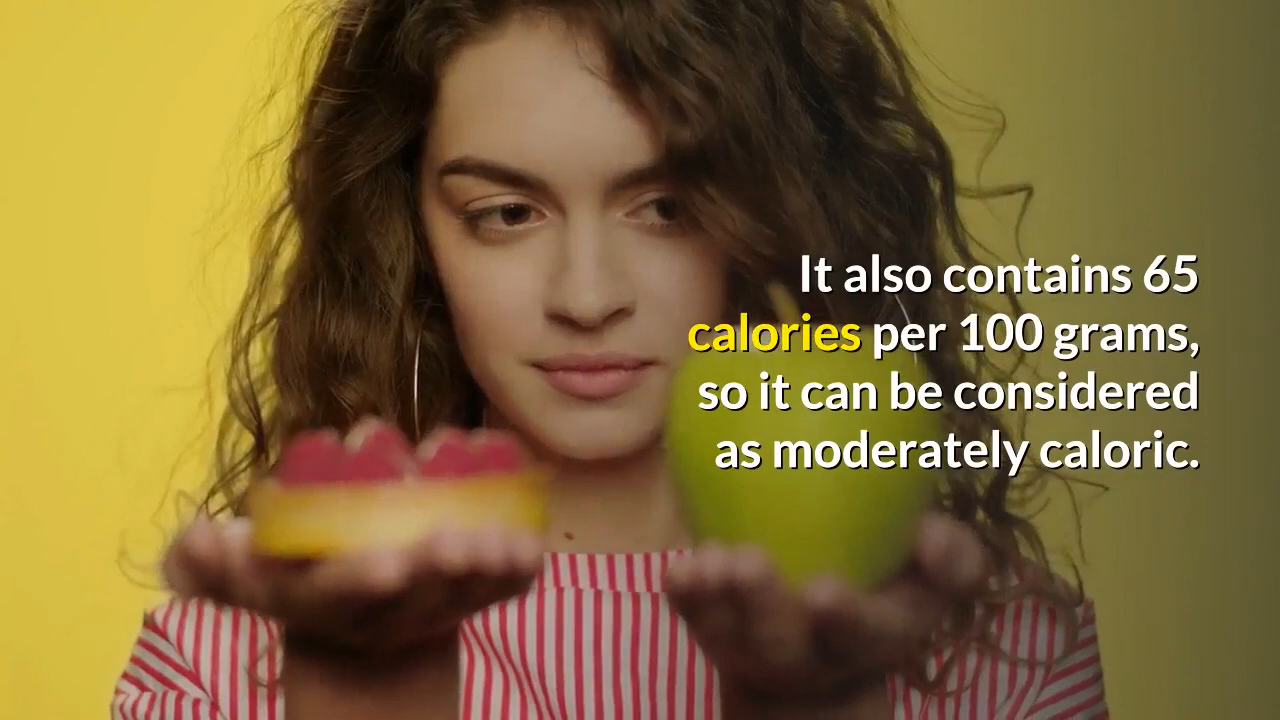 It also contains 65
calories per 100 grams,
so it can be considered
as moderately caloric.